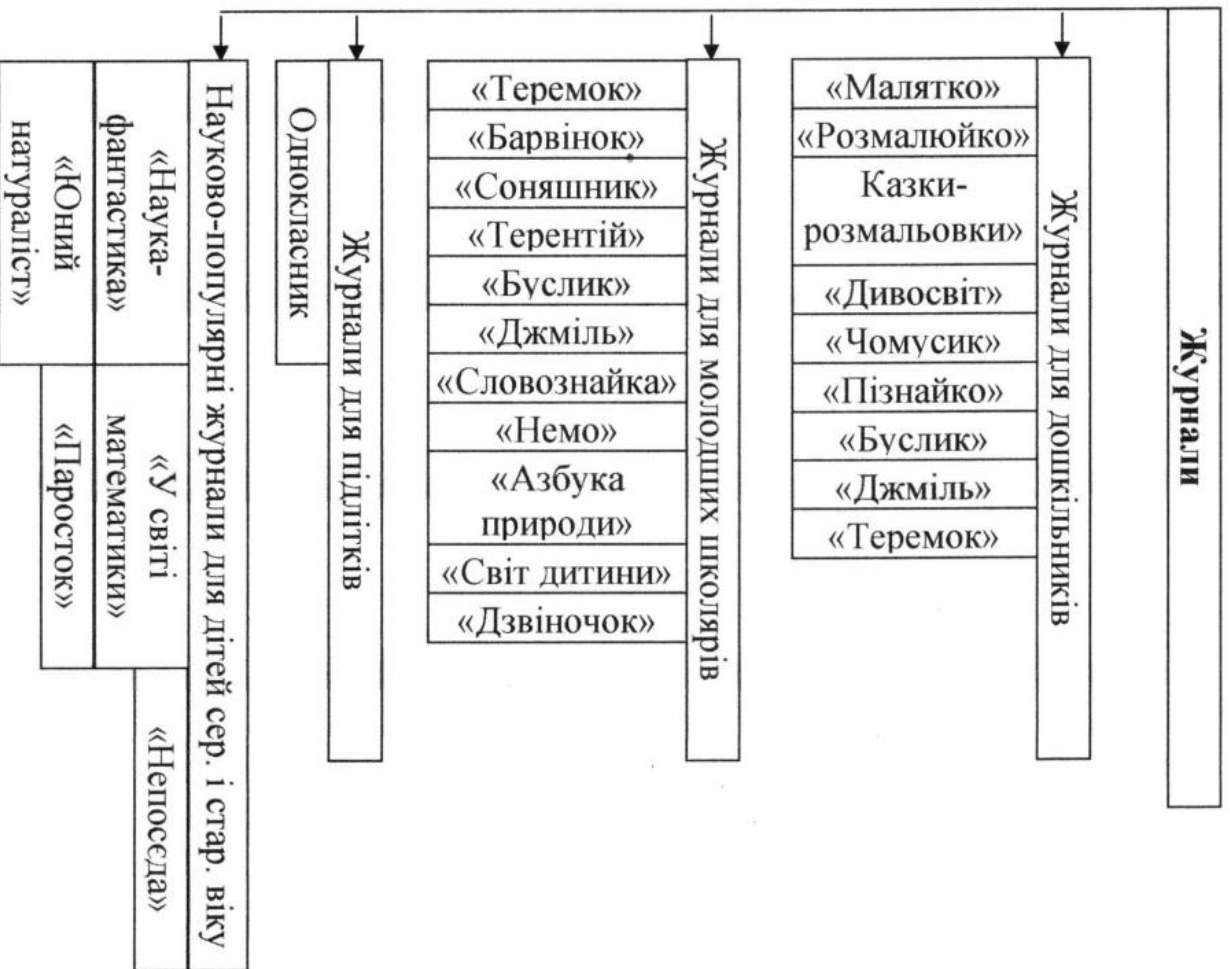 Журнали
Журнали для дошкільників
«Малятко»
«Розмалюйко»
Казки-
розмальовки»
«Дивосвіт»
«Чомусик»
«Пізнайко»
«Буслик»
«Джміль»
«Теремок»
Журнали для молодших школярів
«Теремок»
«Барвінок»
«Соняшник»
«Терентій»
«Буслик»
«Джміль»
«Словознайка»
«Немо»
«Азбука
природи»
«Світ дитини»
«Дзвіночок»
Журнали для підлітків
Однокласник
Науково-популярні журнали для дітей сер. і стар. віку
«Наука-
фантастика»
«У світі
математики»
«Непосєда»
«Юний
натураліст»
«Паросток»